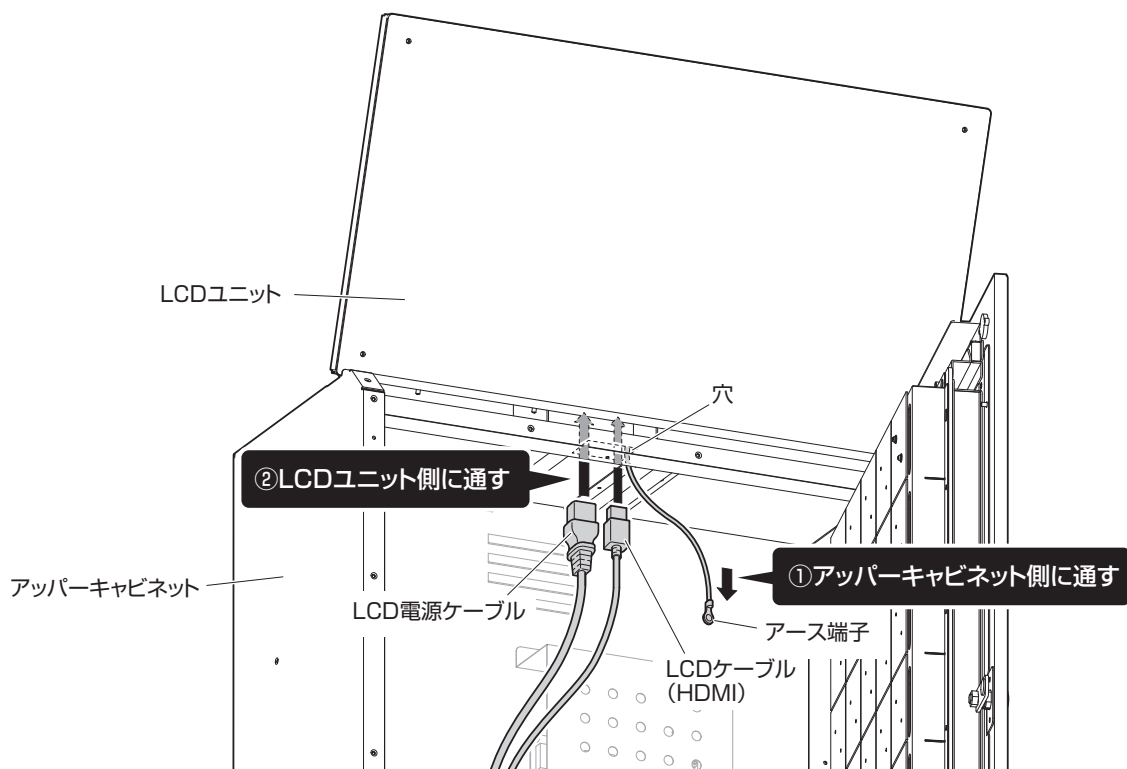 LCDユニット
穴
②LCDユニット側に通す
アッパーキャビネット
LCD電源ケーブル
①アッパーキャビネット側に通す
アース端子
LCDケーブル
（HDMI）